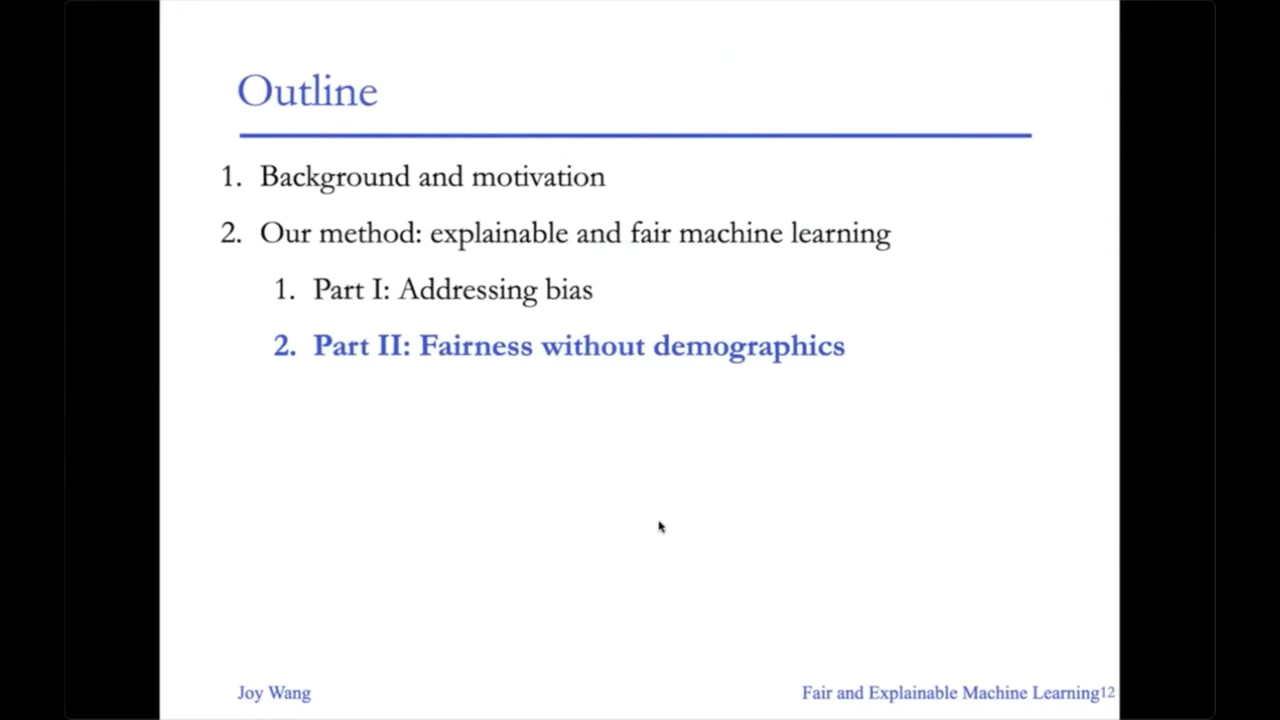 Outline
1. Background and motivation
2. Our method: explainable and fair machine learning
1. Part I: Addressing bias
2. Part II: Fairness without demographics
Joy Wang
Fair and Explainable Machine Learning12